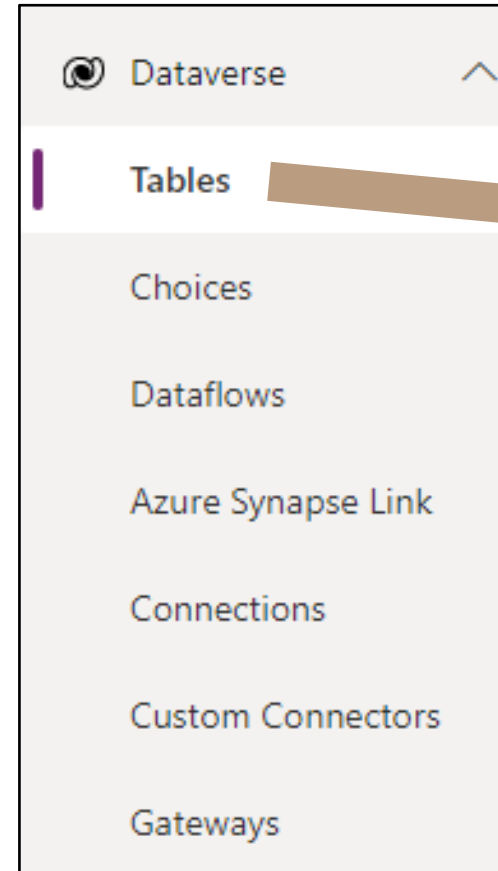 Dataverse
Tables
Choices
Dataflows
Azure Synapse Link
Connections
Custom Connectors
Gateways